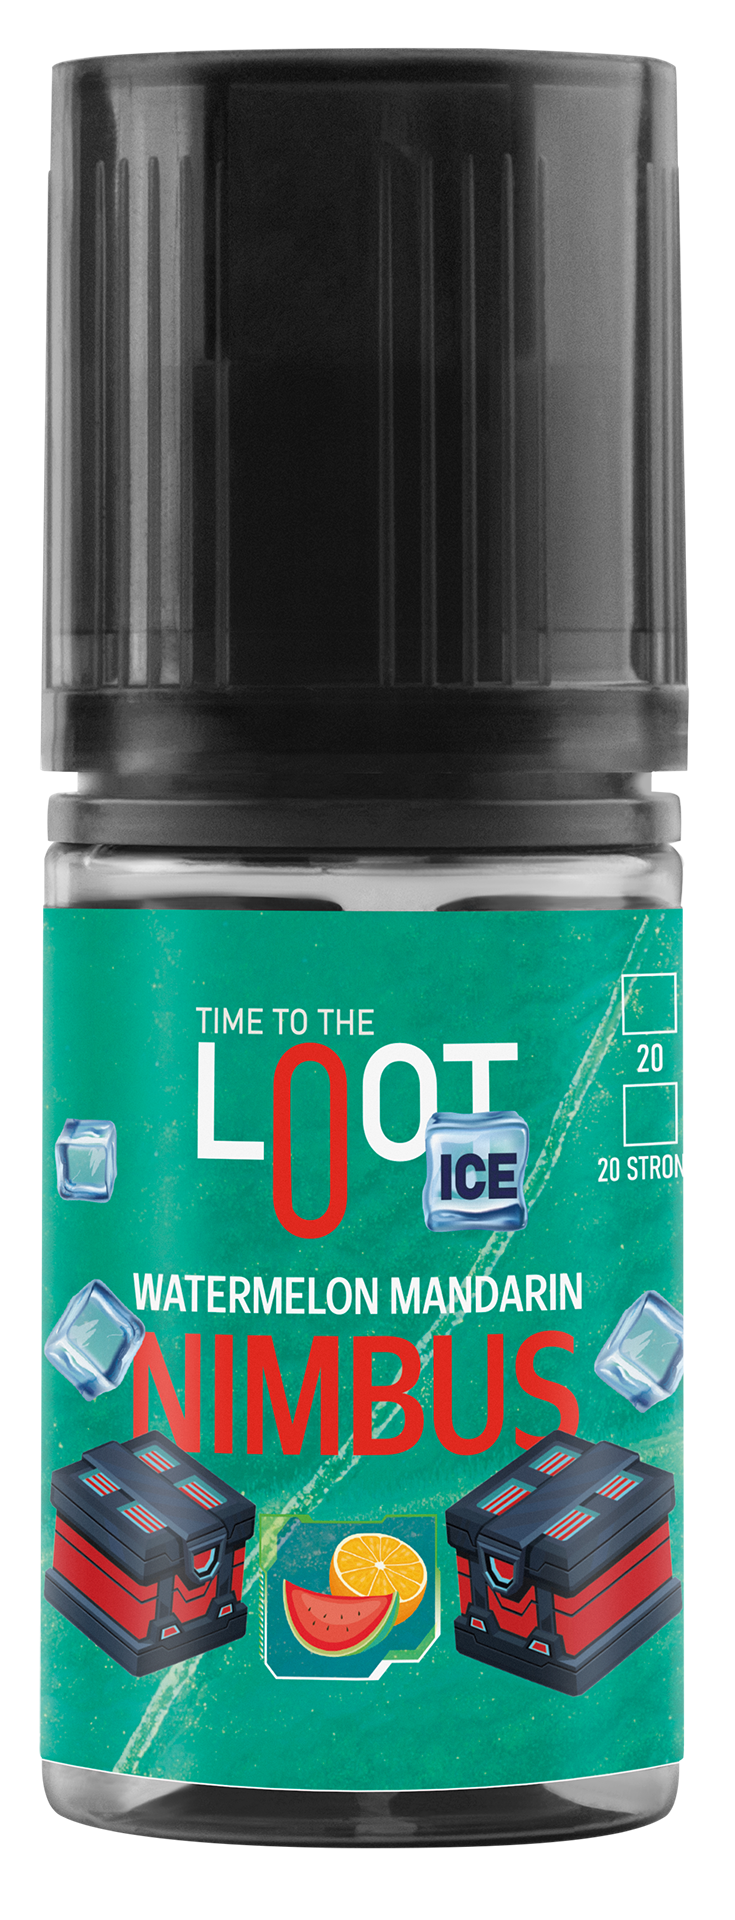 TIME TO THE
LOOT
ICE
20
20 STRON
WATERMELON MANDARIN
NIMBUS